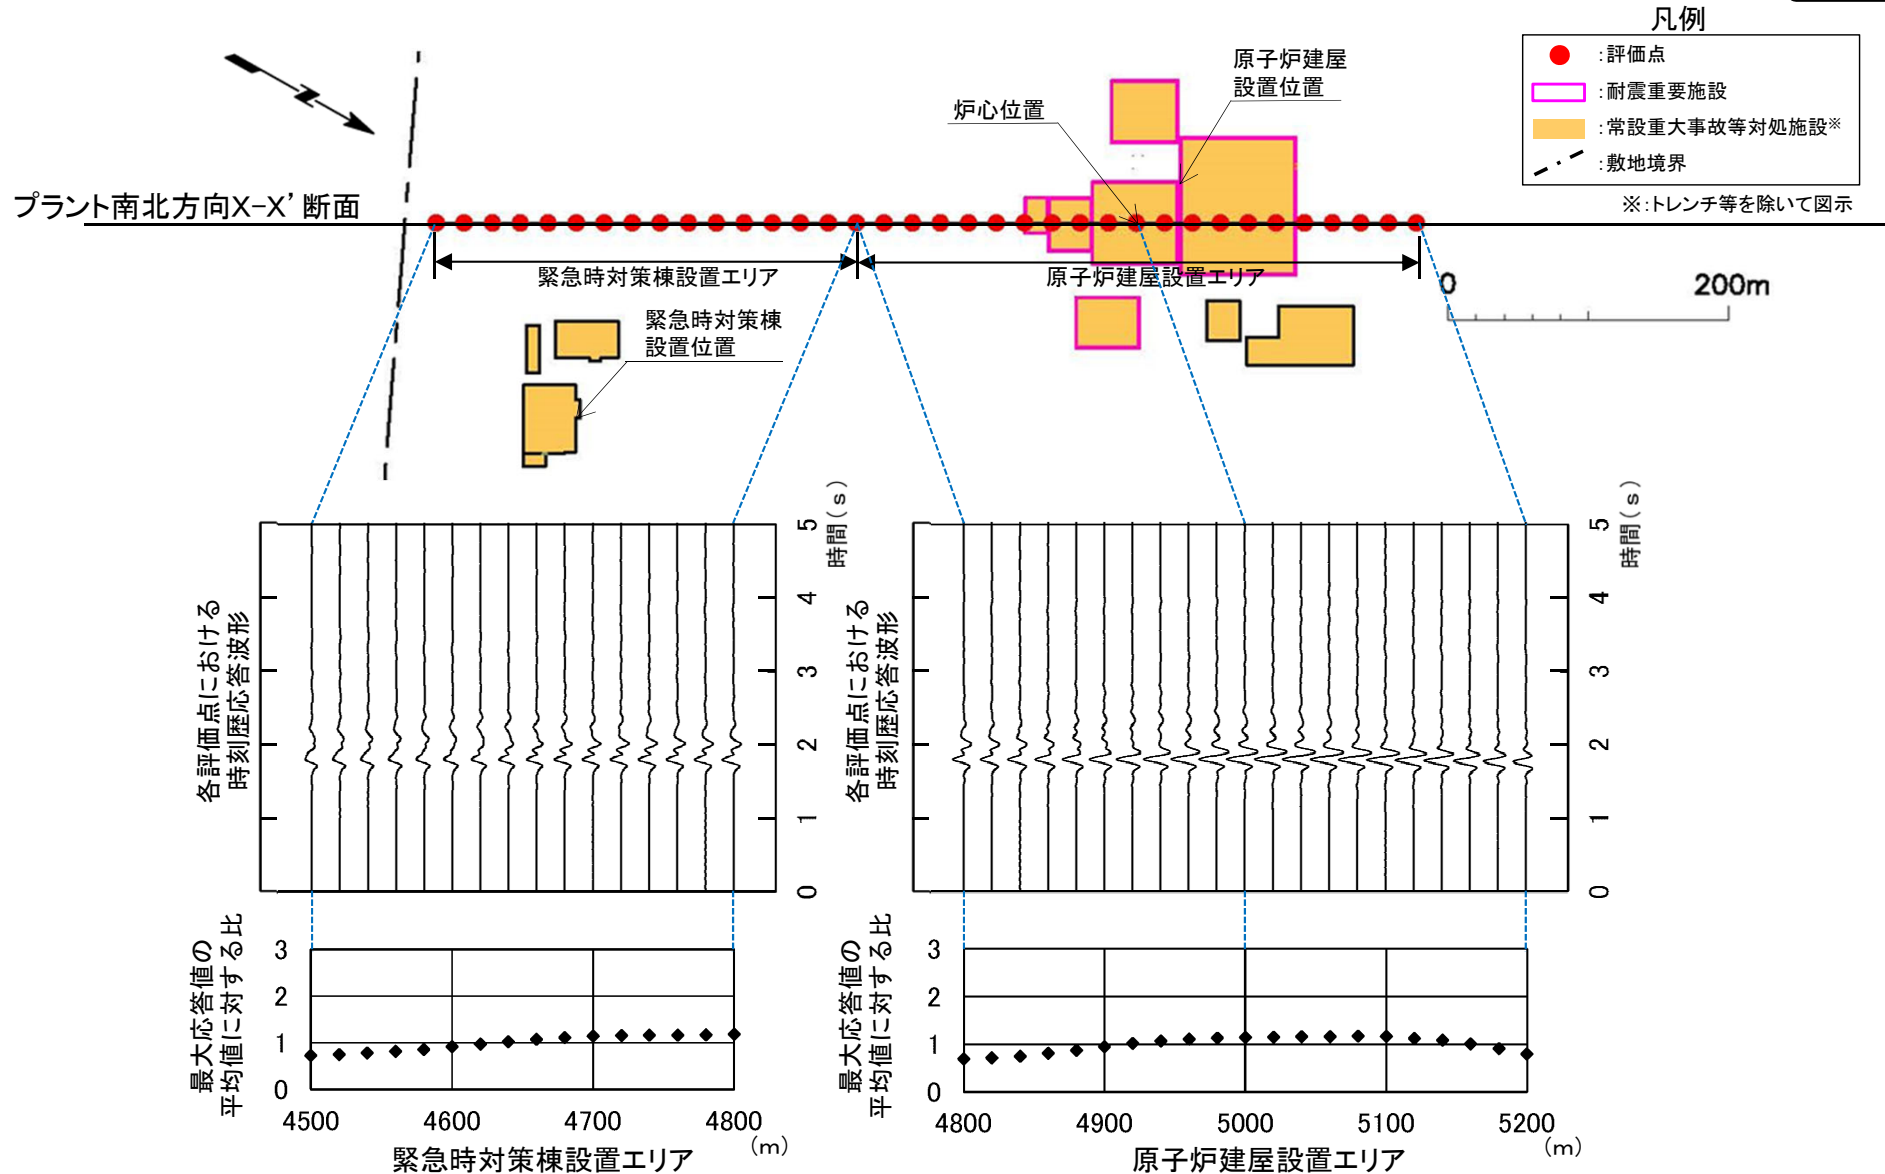 凡例
:評価点
:耐震重要施設
:常設重大事故等対処施設※
:敷地境界
※:トレンチ等を除いて図示
原子炉建屋
設置位置
炉心位置
プラント南北方向X-X’断面
緊急時対策棟設置エリア
原子炉建屋設置エリア
0
200m
緊急時対策棟
設置位置
各評価点における
時刻歴応答波形
時間(s)
5
4
3
2
1
0
各評価点における
時刻歴応答波形
時間(s)
5
4
3
2
1
0
最大応答値の
平均値に対する比
3
2
1
0
4500
4600
4700
4800
(m)
緊急時対策棟設置エリア
最大応答値の
平均値に対する比
3
2
1
0
4800
4900
5000
5100
5200
(m)
原子炉建屋設置エリア